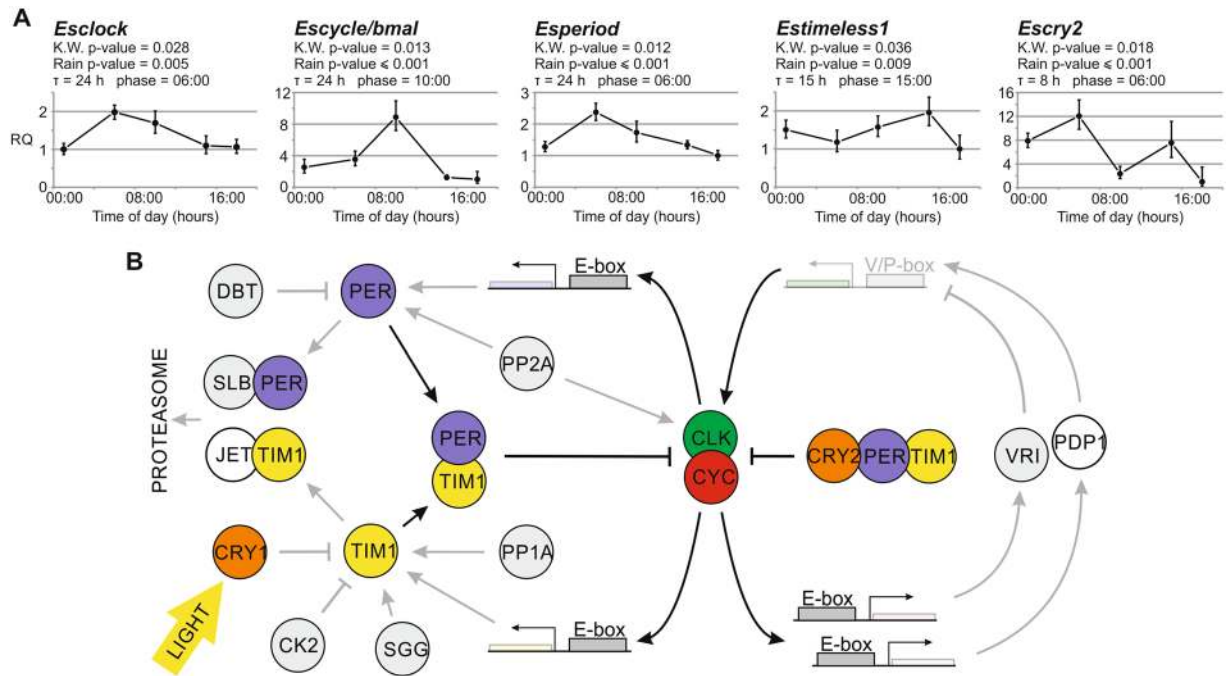 A
Esclock
K.W. p-value = 0.028
Rain p-value = 0.005
τ = 24 h phase = 06:00
RQ
2
1
0
00:00 08:00 16:00
Time of day (hours)
Escycle/bmal
K.W. p-value = 0.013
Rain p-value ⩽ 0.001
τ = 24 h phase = 10:00
12
8
4
0
00:00 08:00 16:00
Time of day (hours)
Esperiod
K.W. p-value = 0.012
Rain p-value ⩽ 0.001
τ = 24 h phase = 06:00
3
2
1
0
00:00 08:00 16:00
Time of day (hours)
Estimeless1
K.W. p-value = 0.036
Rain p-value = 0.009
τ = 15 h phase = 15:00
2
1
0
00:00 08:00 16:00
Time of day (hours)
Escry2
K.W. p-value = 0.018
Rain p-value ⩽ 0.001
τ = 8 h phase = 06:00
16
12
8
4
0
00:00 08:00 16:00
Time of day (hours)
B
DBT
PER
E-box
V/P-box
PP2A
PROTEASOME
SLB PER
JET TIM1
PER
TIM1
CLK
CYC
CRY2 PER TIM1
VRI
PDP1
CRY1
TIM1
PP1A
LIGHT
CK2
SGG
E-box
E-box
E-box